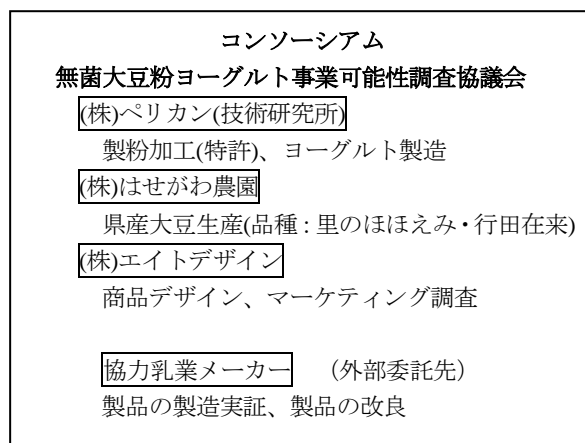 コンソーシアム
無菌大豆粉ヨーグルト事業可能性調査協議会
(株)ペリカン(技術研究所)
製粉加工(特許)、ヨーグルト製造
(株)はせがわ農園
県産大豆生産(品種：里のほほえみ・行田在来)
(株)エイトデザイン
商品デザイン、マーケティング調査
協力乳業メーカー　（外部委託先）
製品の製造実証、製品の改良